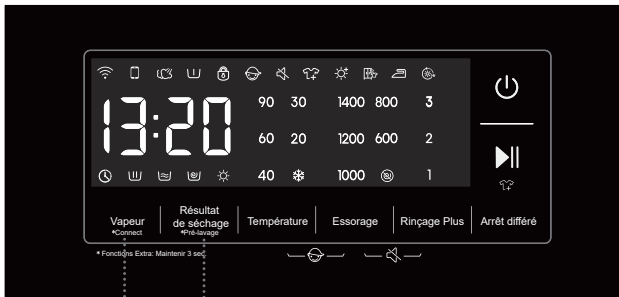 13:20
90 30 1400 800 3
60 20 1200 600 2
40 1000 1
Vapeur
*Connect
Résultat
de séchage
*Pré-lavage
Température
Essorage
Rinçage Plus
Arrêt différé
* Fonctions Extra: Maintenir 3 sec.